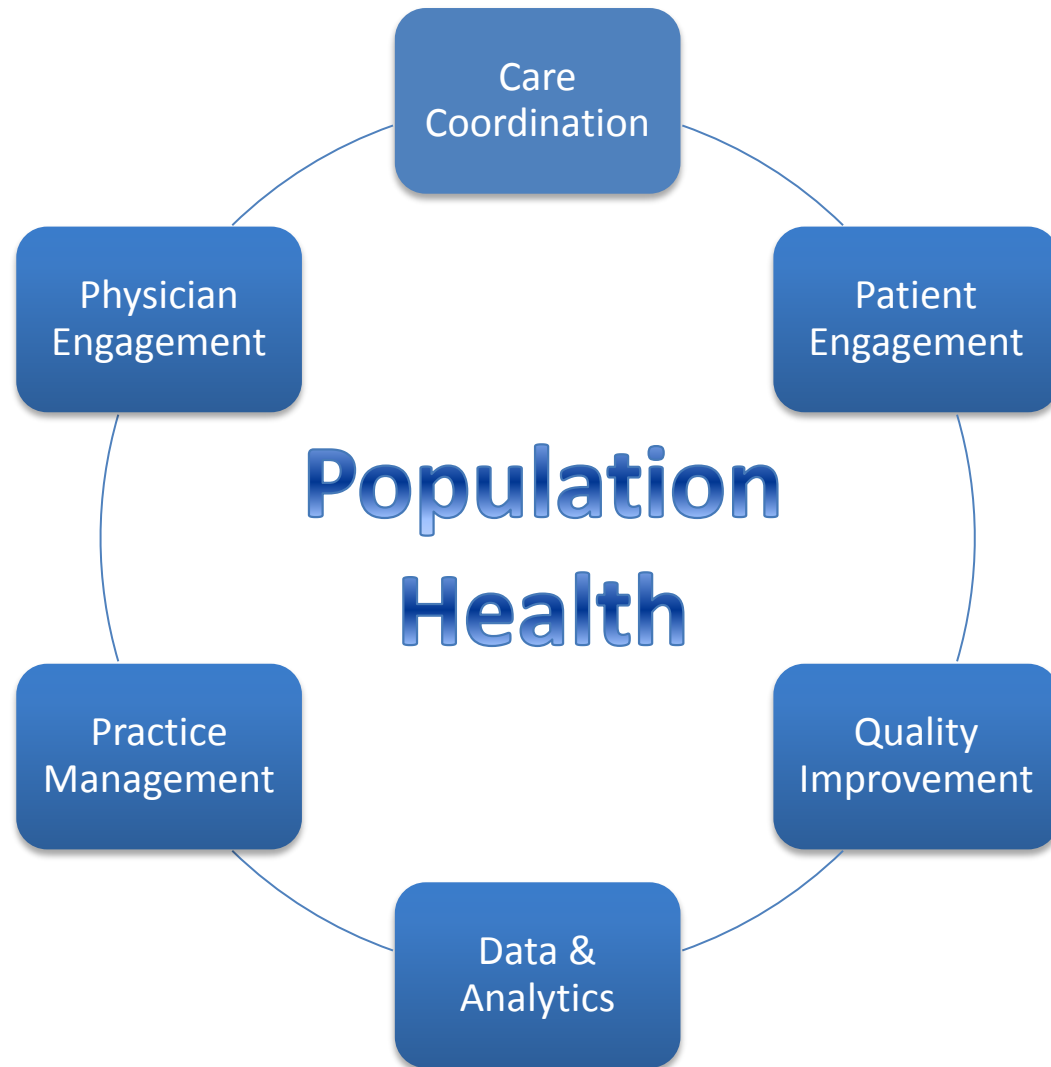 Care
Coordination
Patient
Engagement
Quality
Improvement
Data &
Analytics
Practice
Management
Physician
Engagement
Population
Health